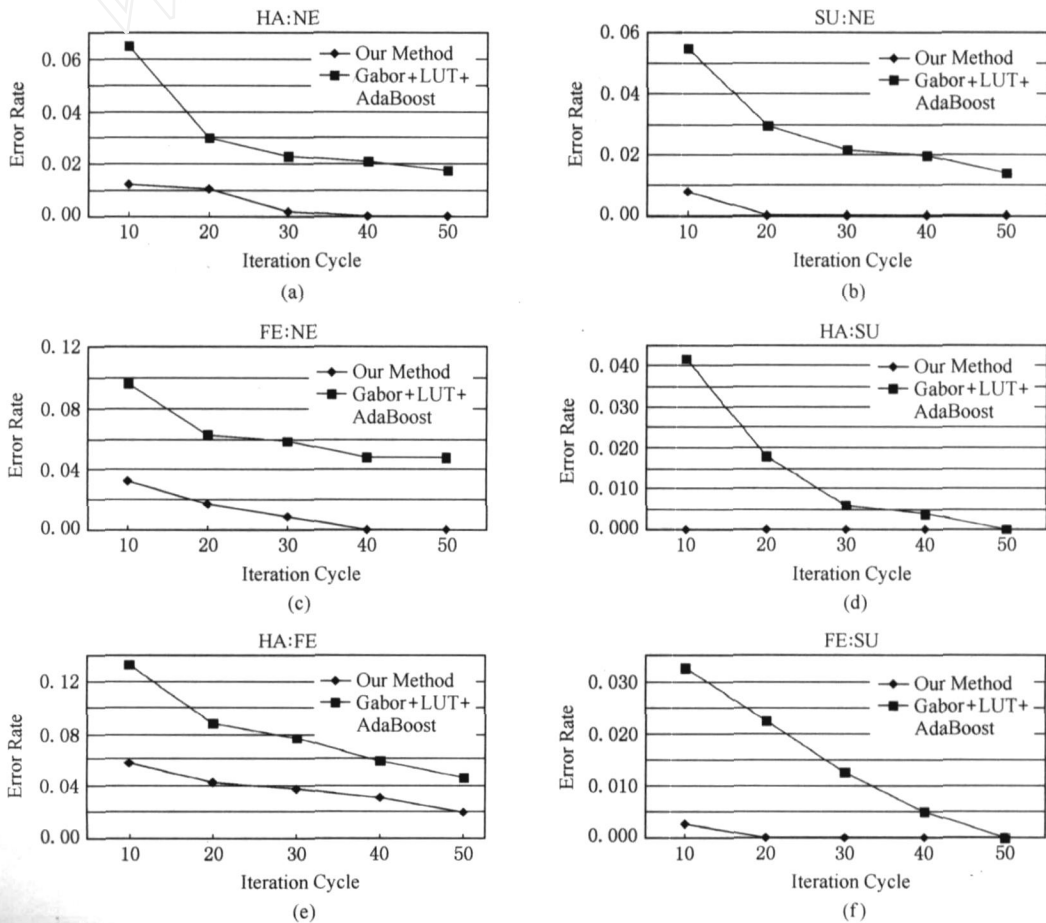 HA:NE
Error Rate
0. 06
0. 04
0. 02
0. 00
Our Method
Gabor+LUT+
AdaBoost
10 20 30 40 50
Iteration Cycle
(a)
SU:NE
Error Rate
0. 06
0. 04
0. 02
0. 00
Our Method
Gabor+LUT+
AdaBoost
10 20 30 40 50
Iteration Cycle
(b)
FE:NE
Error Rate
0. 12
0. 08
0. 04
0. 00
Our Method
Gabor+LUT+
AdaBoost
10 20 30 40 50
Iteration Cycle
(c)
HA:SU
Error Rate
0. 040
0. 030
0. 020
0. 010
0. 000
Our Method
Gabor+LUT+
AdaBoost
10 20 30 40 50
Iteration Cycle
(d)
HA:FE
Error Rate
0. 12
0. 08
0. 04
0. 00
Our Method
Gabor+LUT+
AdaBoost
10 20 30 40 50
Iteration Cycle
(e)
FE:SU
Error Rate
0. 030
0. 020
0. 010
0. 000
Our Method
Gabor+LUT+
AdaBoost
10 20 30 40 50
Iteration Cycle
(f)